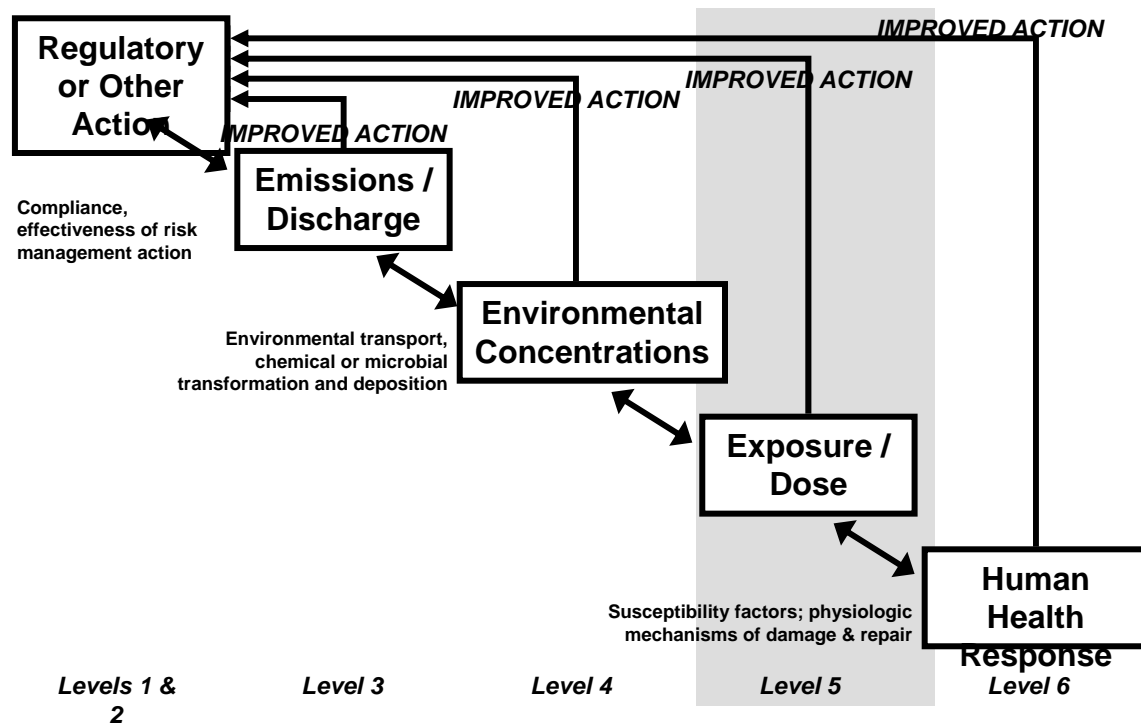 Regulatory
or Other
Action
IMPROVED ACTION
IMPROVED ACTION
IMPROVED ACTION
IMPROVED ACTION
Emissions /
Discharge
Compliance,
effectiveness of risk
management action
Environmental
Concentrations
Environmental transport,
chemical or microbial
transformation and deposition
Exposure /
Dose
Human
Health
Response
Susceptibility factors; physiologic
mechanisms of damage & repair
Levels 1 &
2
Level 3
Level 4
Level 5
Level 6